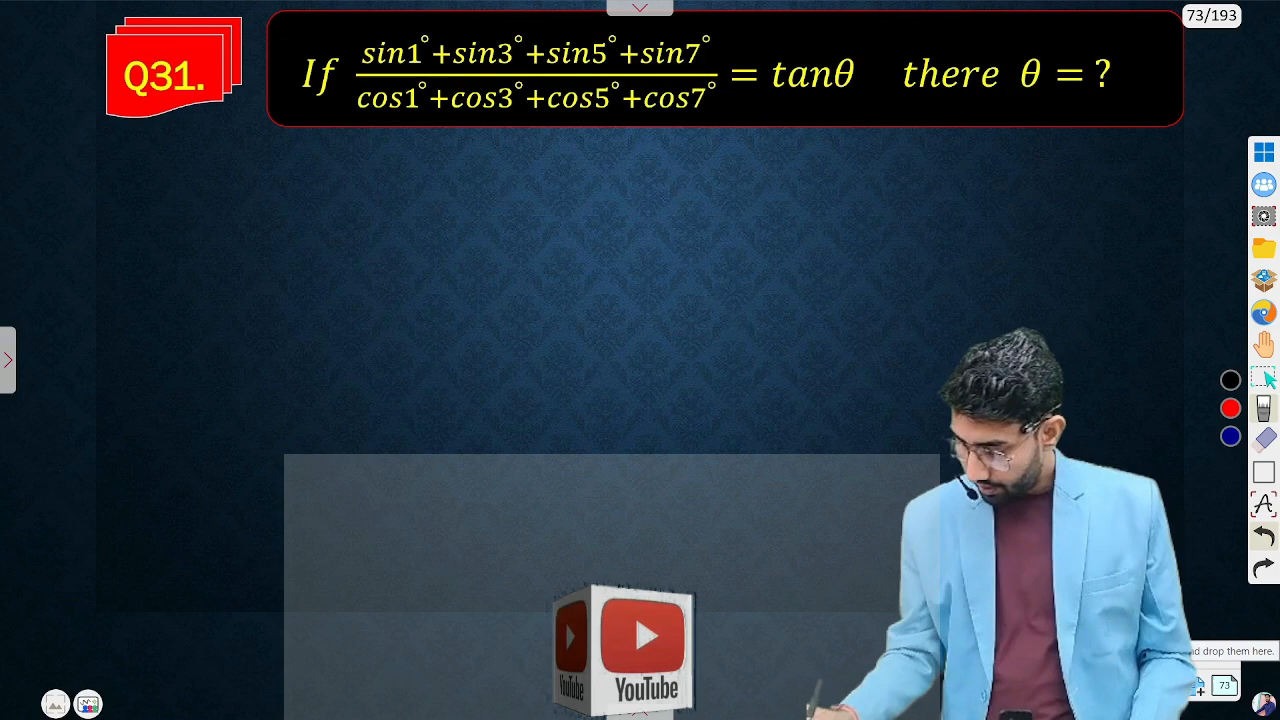 73/193
Q31.
If (sin1°+sin3°+sin5°+sin7°)/(cos1°+cos3°+cos5°+cos7°) = tanθ there θ = ?
YouTube
YouTube
nd drop them here.
73